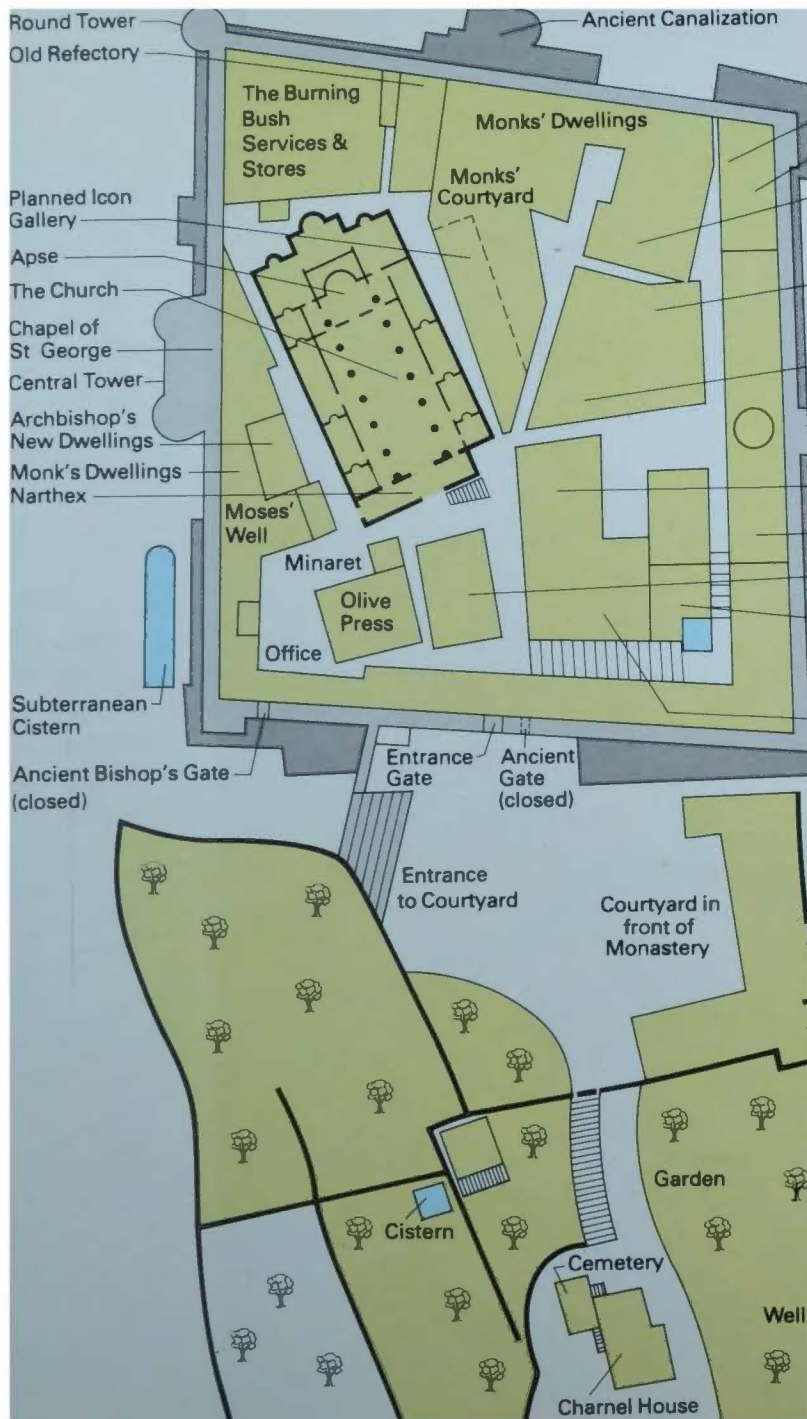 Round Tower
Ancient Canalization
Old Refectory
The Burning
Bush
Services &
Stores
Monks' Dwellings
Monks'
Courtyard
Planned Icon
Gallery
Apse
The Church
Chapel of
St George
Central Tower
Archbishop's
New Dwellings
Monk's Dwellings
Narthex
Moses'
Well
Minaret
Olive
Press
Office
Subterranean
Cistern
Ancient Bishop's Gate
(closed)
Entrance
Gate
Ancient
Gate
(closed)
Entrance
to Courtyard
Courtyard in
front of
Monastery
Garden
Cistern
Cemetery
Well
Charnel House